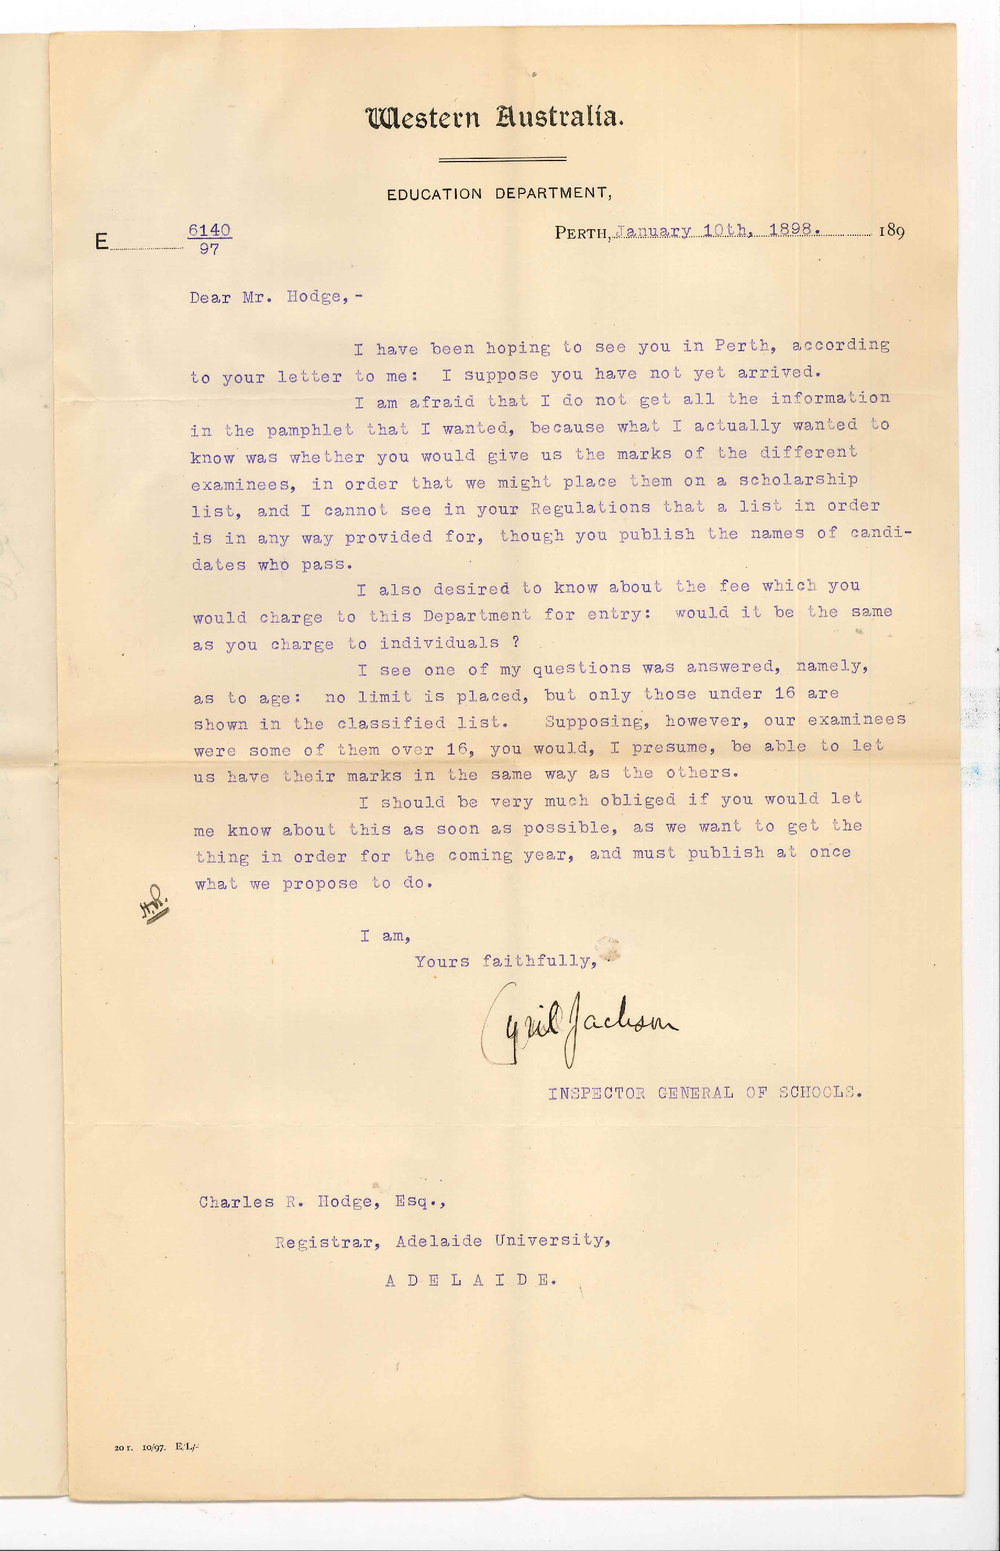 Western Australia.
EDUCATION DEPARTMENT,
E 6140
97
PERTH, January 10th, 1898. 189
Dear Mr. Hodge,-
I have been hoping to see you in Perth, according
to your letter to me: I suppose you have not yet arrived.
I am afraid that I do not get all the information
in the pamphlet that I wanted, because what I actually wanted to
know was whether you would give us the marks of the different
examinees, in order that we might place them on a scholarship
list, and I cannot see in your Regulations that a list in order
is in any way provided for, though you publish the names of candi-
dates who pass.
I also desired to know about the fee which you
would charge to this Department for entry: would it be the same
as you charge to individuals ?
I see one of my questions was answered, namely,
as to age: no limit is placed, but only those under 16 are
shown in the classified list. Supposing, however, our examinees
were some of them over 16, you would, I presume, be able to let
us have their marks in the same way as the others.
I should be very much obliged if you would let
me know about this as soon as possible, as we want to get the
thing in order for the coming year, and must publish at once
what we propose to do.
I am,
Yours faithfully,
Cyril Jackson
INSPECTOR GENERAL OF SCHOOLS.
Charles R. Hodge, Esq.,
Registrar, Adelaide University,
A D E L A I D E.
20 r. 10/97. E/L/-